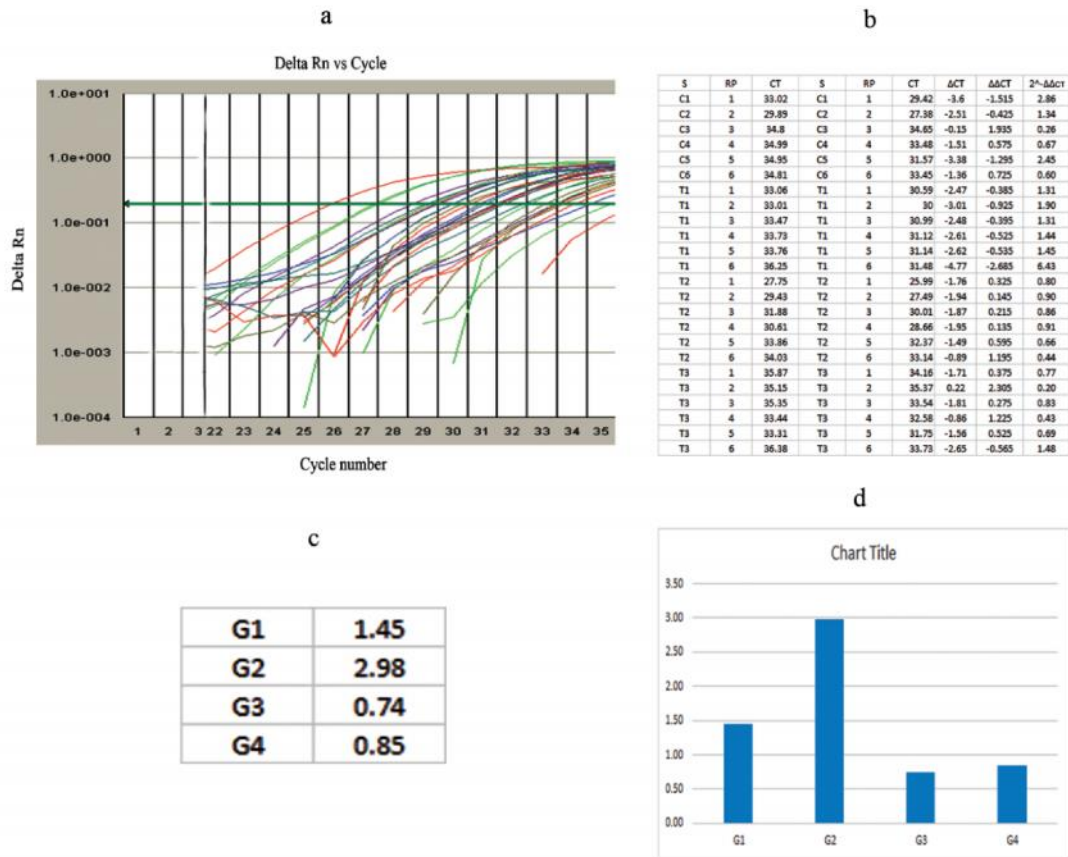 a
Delta Rn vs Cycle
1.0e+001
1.0e+000
1.0e-001
1.0e-002
1.0e-003
1.0e-004
Delta Rn
1 2 3 22 23 24 25 26 27 28 29 30 31 32 33 34 35
Cycle number
b
S RP CT S RP CT ΔCT ΔΔCT 2^-ΔΔCT
C1 1 33.02 C1 1 29.42 -3.6 -1.515 2.86
C2 2 29.89 C2 2 27.38 -2.51 -0.425 1.34
C3 3 34.8 C3 3 34.65 -0.15 1.935 0.26
C4 4 34.99 C4 4 33.48 -1.51 0.575 0.67
C5 5 34.95 C5 5 31.57 -3.38 -1.295 2.45
C6 6 34.81 C6 6 33.45 -1.36 0.725 0.60
T1 1 33.06 T1 1 30.59 -2.47 -0.385 1.31
T1 2 33.01 T1 2 30 -3.01 -0.925 1.90
T1 3 33.47 T1 3 30.99 -2.48 -0.395 1.31
T1 4 33.73 T1 4 31.12 -2.61 -0.525 1.44
T1 5 33.76 T1 5 31.14 -2.62 -0.535 1.45
T1 6 36.25 T1 6 31.48 -4.77 -2.685 6.43
T2 1 27.75 T2 1 25.99 -1.76 0.325 0.80
T2 2 29.43 T2 2 27.49 -1.94 0.145 0.90
T2 3 31.88 T2 3 30.01 -1.87 0.215 0.86
T2 4 30.61 T2 4 28.66 -1.95 0.135 0.91
T2 5 33.86 T2 5 32.37 -1.49 0.595 0.66
T2 6 34.03 T2 6 33.14 -0.89 1.195 0.44
T3 1 35.87 T3 1 34.16 -1.71 0.375 0.77
T3 2 35.15 T3 2 35.37 0.22 2.305 0.20
T3 3 35.35 T3 3 33.54 -1.81 0.275 0.83
T3 4 33.44 T3 4 32.58 -0.86 1.225 0.43
T3 5 33.31 T3 5 31.75 -1.56 0.525 0.69
T3 6 36.38 T3 6 33.73 -2.65 -0.565 1.48
c
G1 1.45
G2 2.98
G3 0.74
G4 0.85
d
Chart Title
3.50
3.00
2.50
2.00
1.50
1.00
0.50
0.00
G1 G2 G3 G4